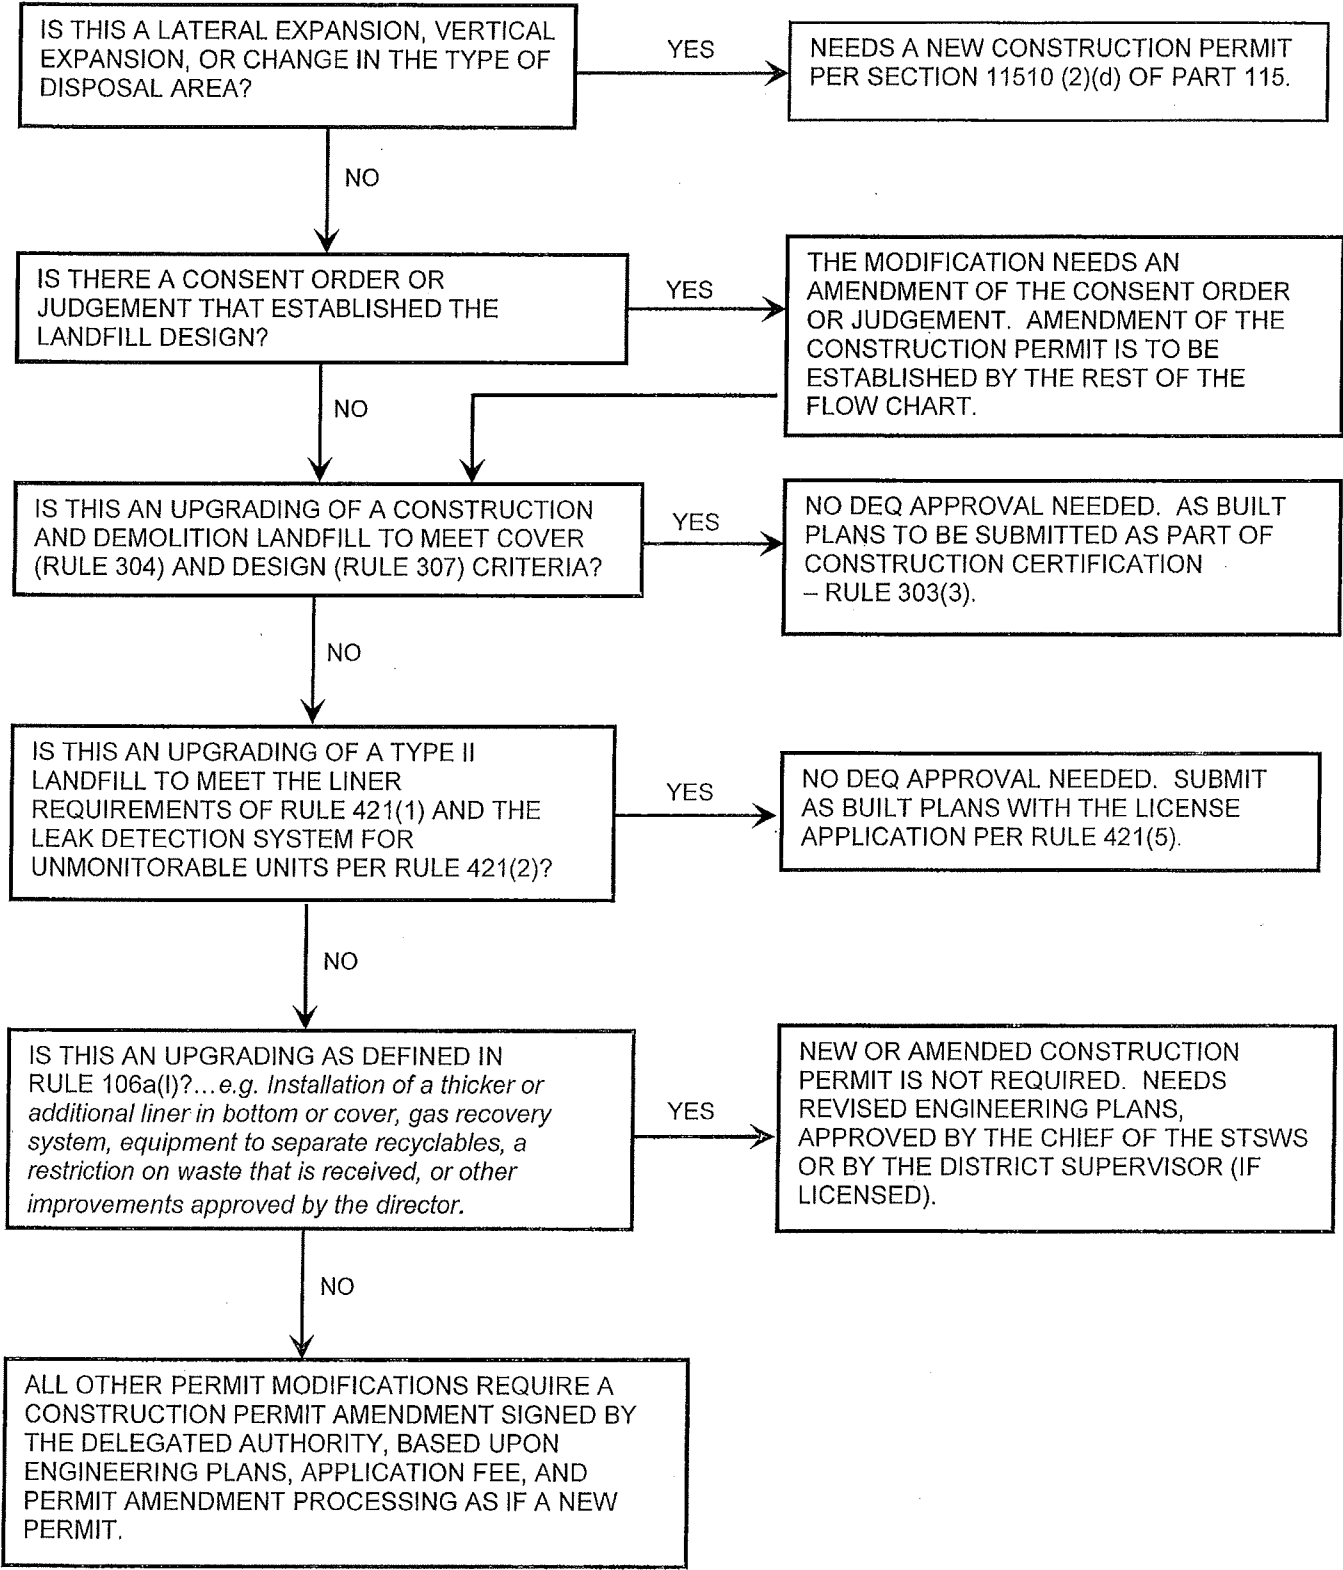 IS THIS A LATERAL EXPANSION, VERTICAL
EXPANSION, OR CHANGE IN THE TYPE OF
DISPOSAL AREA?
YES
NEEDS A NEW CONSTRUCTION PERMIT
PER SECTION 11510 (2)(d) OF PART 115.
NO
IS THERE A CONSENT ORDER OR
JUDGEMENT THAT ESTABLISHED THE
LANDFILL DESIGN?
YES
THE MODIFICATION NEEDS AN
AMENDMENT OF THE CONSENT ORDER
OR JUDGEMENT. AMENDMENT OF THE
CONSTRUCTION PERMIT IS TO BE
ESTABLISHED BY THE REST OF THE
FLOW CHART.
NO
IS THIS AN UPGRADING OF A CONSTRUCTION
AND DEMOLITION LANDFILL TO MEET COVER
(RULE 304) AND DESIGN (RULE 307) CRITERIA?
YES
NO DEQ APPROVAL NEEDED. AS BUILT
PLANS TO BE SUBMITTED AS PART OF
CONSTRUCTION CERTIFICATION
– RULE 303(3).
NO
IS THIS AN UPGRADING OF A TYPE II
LANDFILL TO MEET THE LINER
REQUIREMENTS OF RULE 421(1) AND THE
LEAK DETECTION SYSTEM FOR
UNMONITORABLE UNITS PER RULE 421(2)?
YES
NO DEQ APPROVAL NEEDED. SUBMIT
AS BUILT PLANS WITH THE LICENSE
APPLICATION PER RULE 421(5).
NO
IS THIS AN UPGRADING AS DEFINED IN
RULE 106a(l)?...e.g. Installation of a thicker or
additional liner in bottom or cover, gas recovery
system, equipment to separate recyclables, a
restriction on waste that is received, or other
improvements approved by the director.
YES
NEW OR AMENDED CONSTRUCTION
PERMIT IS NOT REQUIRED. NEEDS
REVISED ENGINEERING PLANS,
APPROVED BY THE CHIEF OF THE STSWS
OR BY THE DISTRICT SUPERVISOR (IF
LICENSED).
NO
ALL OTHER PERMIT MODIFICATIONS REQUIRE A
CONSTRUCTION PERMIT AMENDMENT SIGNED BY
THE DELEGATED AUTHORITY, BASED UPON
ENGINEERING PLANS, APPLICATION FEE, AND
PERMIT AMENDMENT PROCESSING AS IF A NEW
PERMIT.